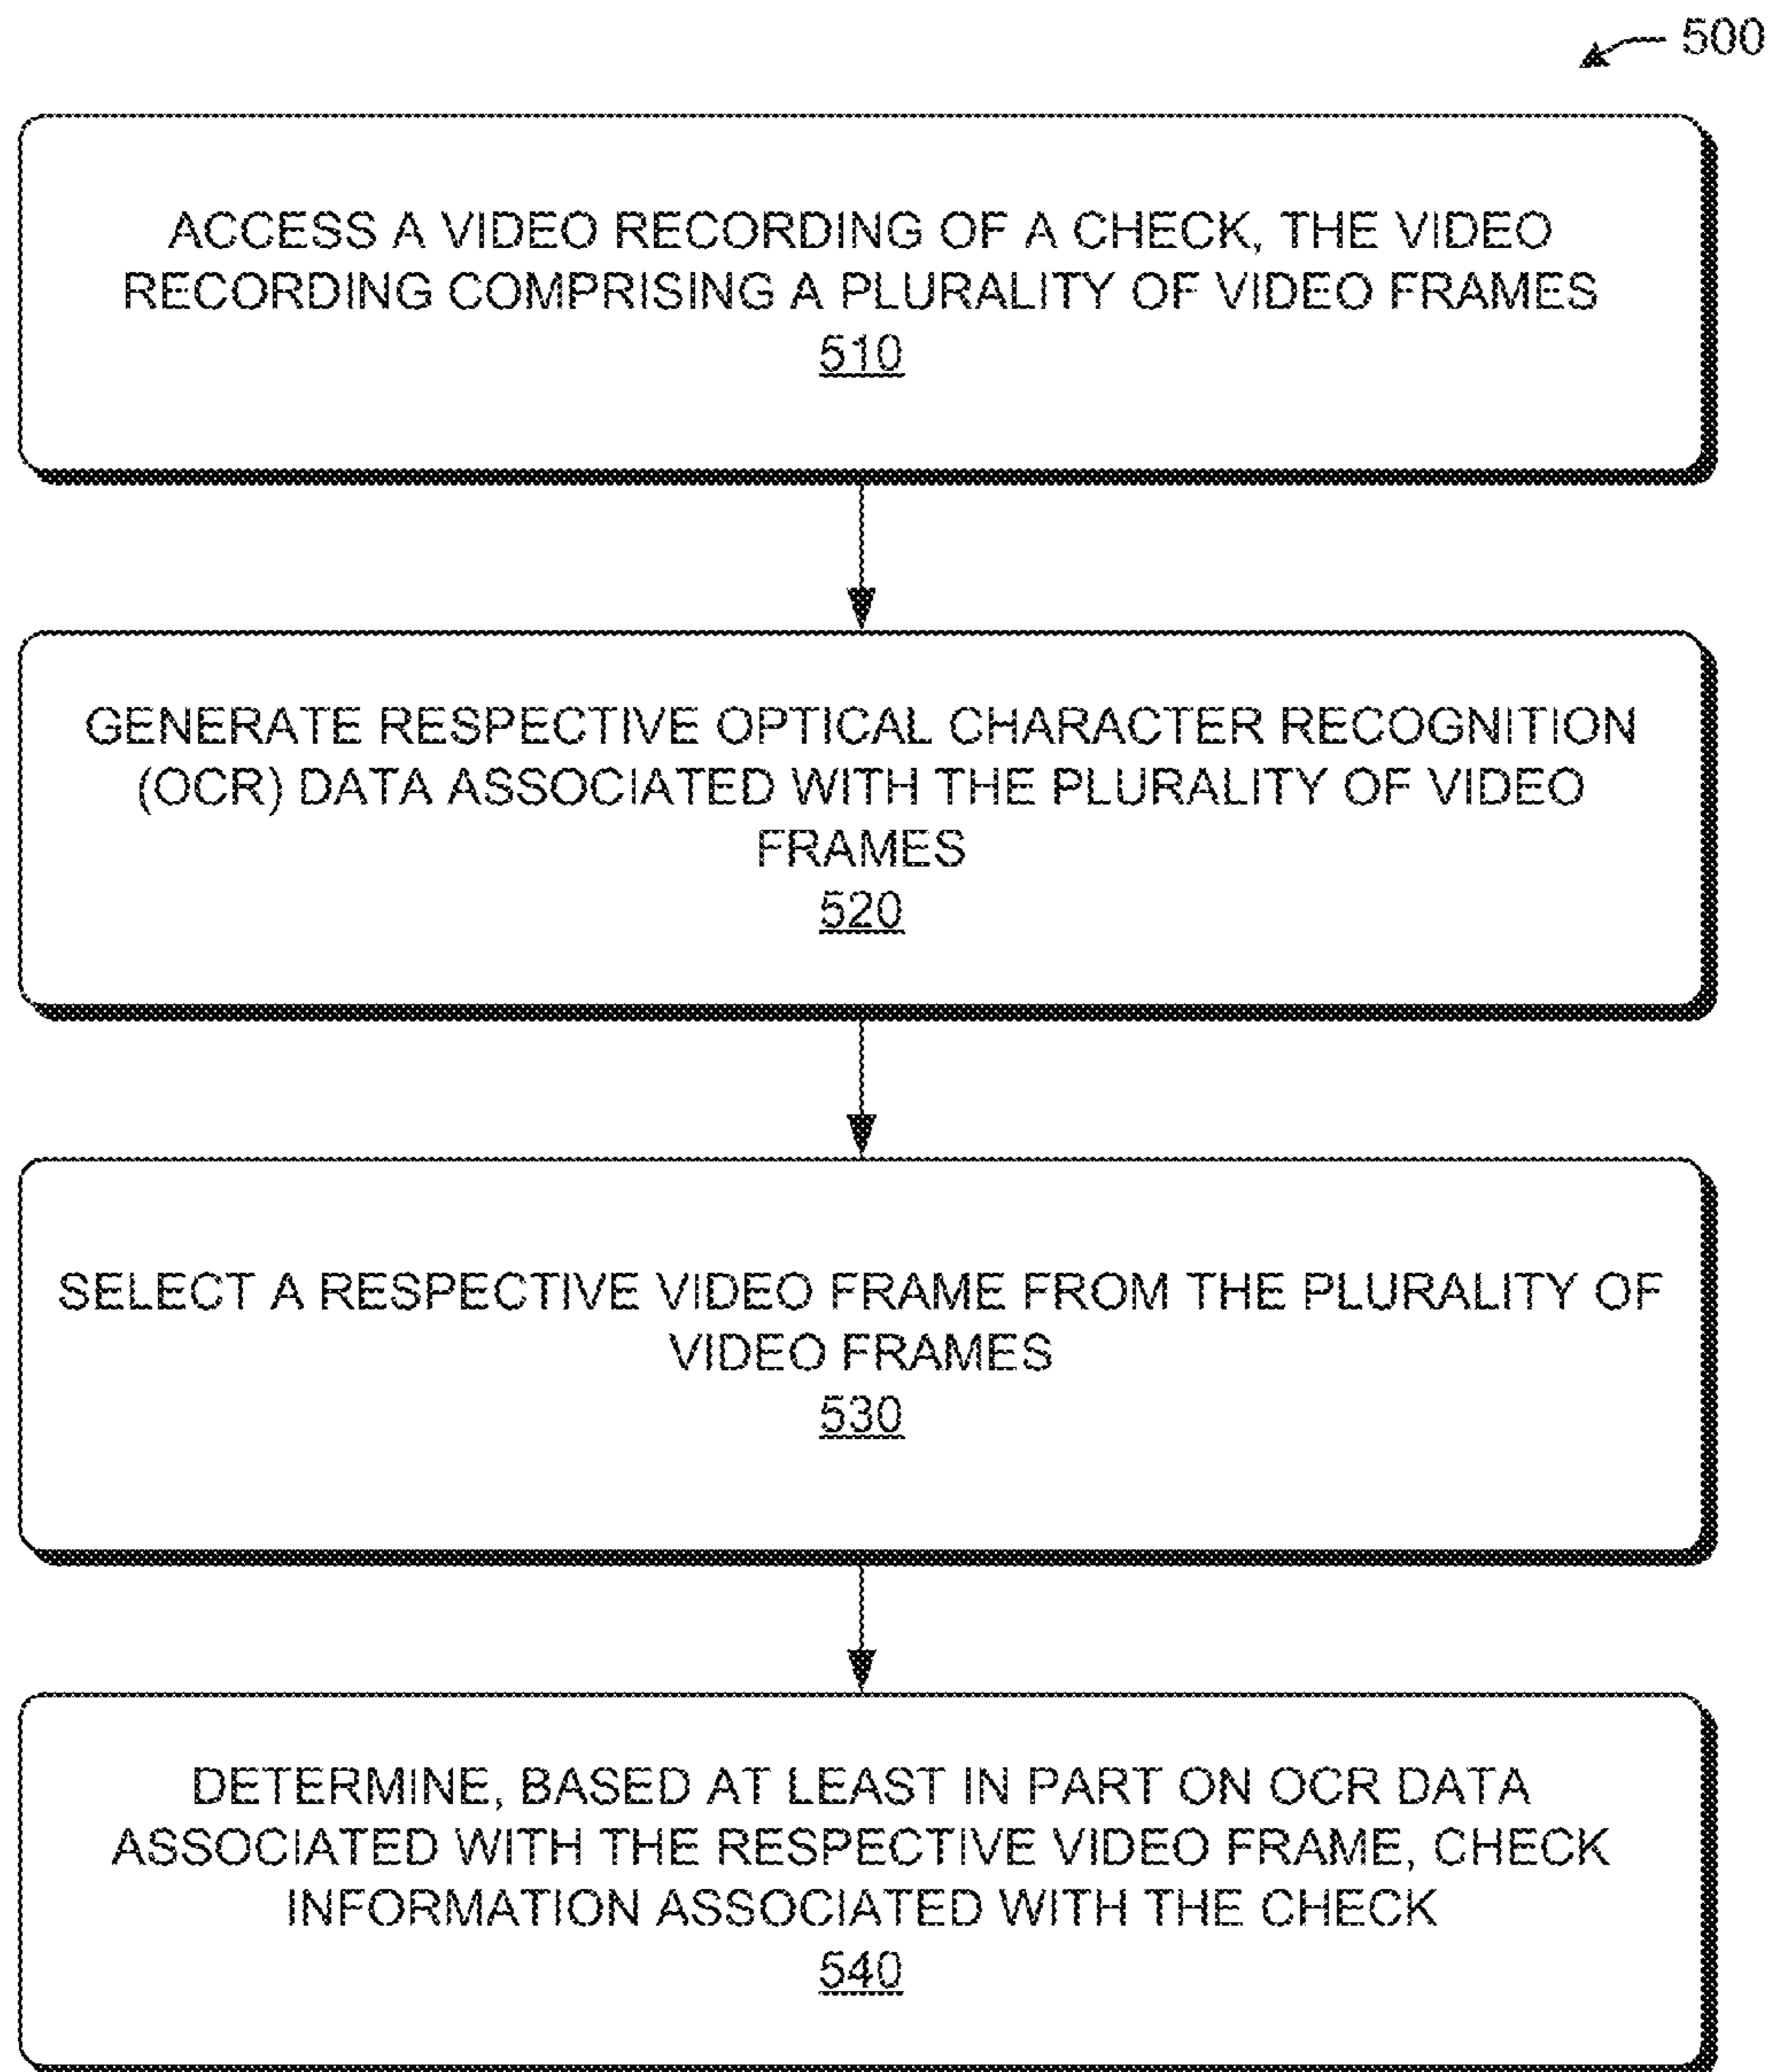 500
ACCESS A VIDEO RECORDING OF A CHECK, THE VIDEO
RECORDING COMPRISING A PLURALITY OF VIDEO FRAMES
510
GENERATE RESPECTIVE OPTICAL CHARACTER RECOGNITION
(OCR) DATA ASSOCIATED WITH THE PLURALITY OF VIDEO
FRAMES
520
SELECT A RESPECTIVE VIDEO FRAME FROM THE PLURALITY OF
VIDEO FRAMES
530
DETERMINE, BASED AT LEAST IN PART ON OCR DATA
ASSOCIATED WITH THE RESPECTIVE VIDEO FRAME, CHECK
INFORMATION ASSOCIATED WITH THE CHECK
540